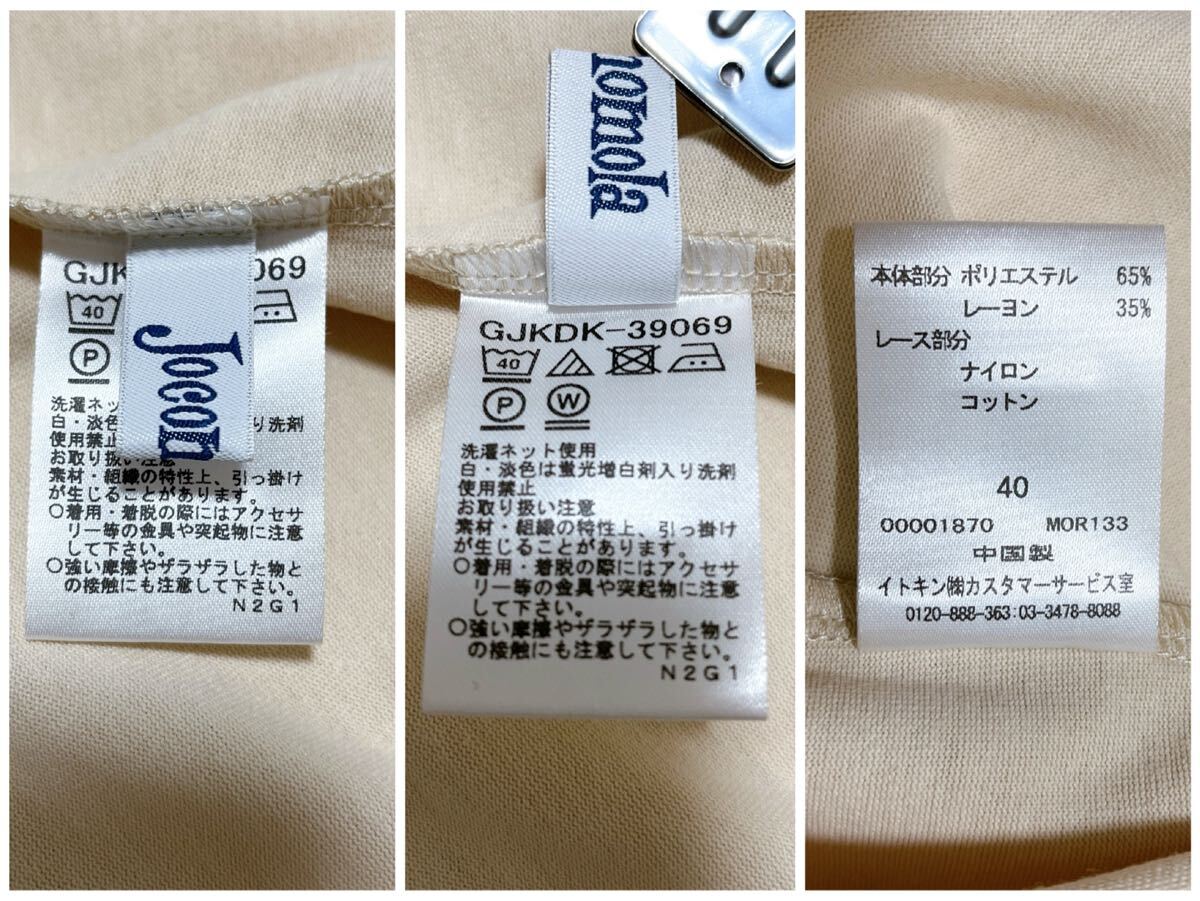 GJK 069
40
P
Jocon
洗濯ネッ
白・淡色 り洗剤
使用禁止
お取り扱い注意
素材・組織の特性上、引っ掛け
が生じることがあります。
○着用・着脱の際にはアクセサ
リー等の金具や突起物に注意
して下さい。
○強い摩擦やザラザラした物と
の接触にも注意して下さい。
N2G1
nomola
GJKDK-39069
40
P W
洗濯ネット使用
白・淡色は蛍光増白剤入り洗剤
使用禁止
お取り扱い注意
素材・組織の特性上、引っ掛け
が生じることがあります。
○着用・着脱の際にはアクセサ
リー等の金具や突起物に注意
して下さい。
○強い摩擦やザラザラした物と
の接触にも注意して下さい。
N2G1
本体部分 ポリエステル 65%
レーヨン 35%
レース部分
ナイロン
コットン
40
00001870 MOR133
中国製
イトキン㈱カスタマーサービス室
0120-888-363:03-3478-8088